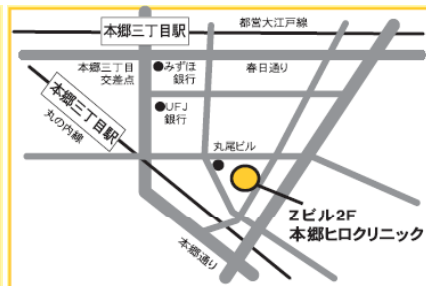 都営大江戸線
本郷三丁目駅
本郷三丁目
交差点
みずほ
銀行
春日通り
本郷三丁目駅
丸の内線
UFJ
銀行
丸尾ビル
Zビル2F
本郷ヒロクリニック
本郷通り